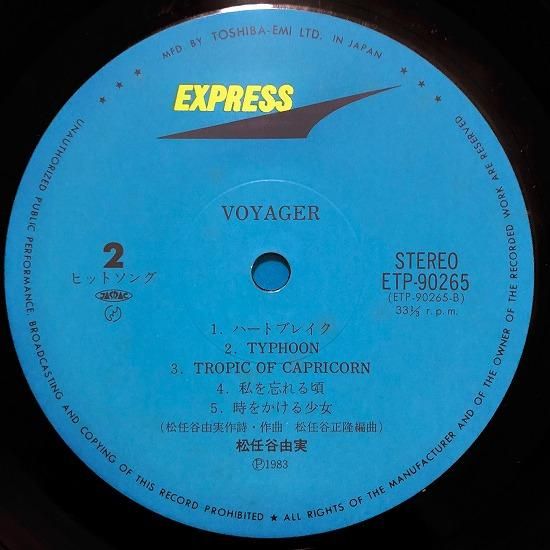 ★ ★ ★ MFD BY TOSHIBA-EMI LTD. IN JAPAN ★ ★ ★
EXPRESS
VOYAGER
2
ヒットソング
JASRAC
STEREO
ETP-90265
(ETP-90265-B)
33⅓ r.p.m.
1. ハートブレイク
2. TYPHOON
3. TROPIC OF CAPRICORN
4. 私を忘れる頃
5. 時をかける少女
(松任谷由実作詩・作曲 松任谷正隆編曲)
松任谷由実
Ⓟ1983
UNAUTHORIZED PUBLIC PERFORMANCE, BROADCASTING AND COPYING OF THIS RECORD PROHIBITED ★ ALL RIGHTS OF THE MANUFACTURER AND OF THE OWNER OF THE RECORDED WORK ARE RESERVED